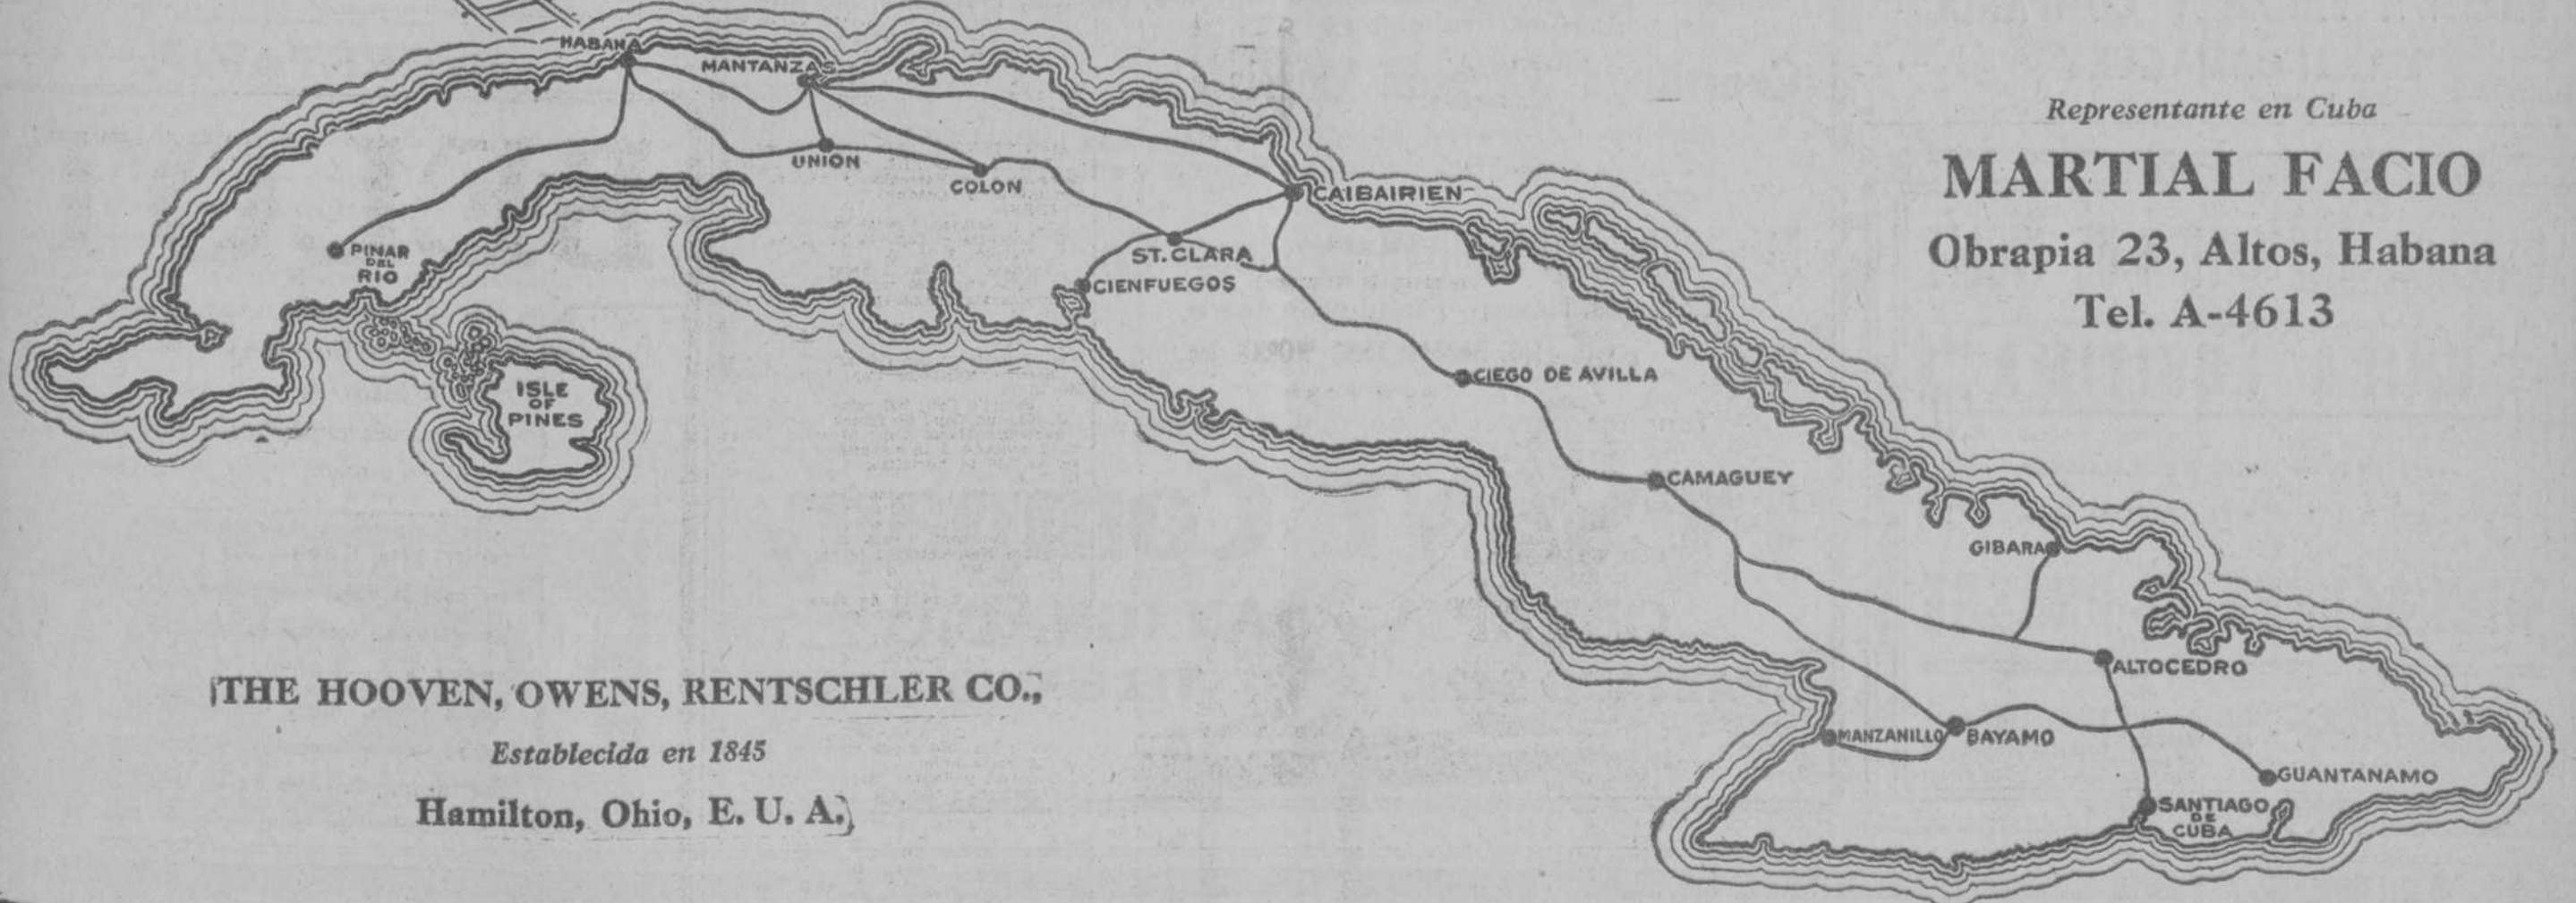 HABANA
MANTANZAS
UNION
COLON
CAIBAIRIEN
PINAR
DEL
RIO
ST. CLARA
CIENFUEGOS
ISLE
OF
PINES
CIEGO DE AVILLA
CAMAGUEY
GIBARA
ALTOCEDRO
MANZANILLO
BAYAMO
GUANTANAMO
SANTIAGO
DE
CUBA
Representante en Cuba
MARTIAL FACIO
Obrapia 23, Altos, Habana
Tel. A-4613
THE HOOVEN, OWENS, RENTSCHLER CO.,
Establecida en 1845
Hamilton, Ohio, E. U. A.